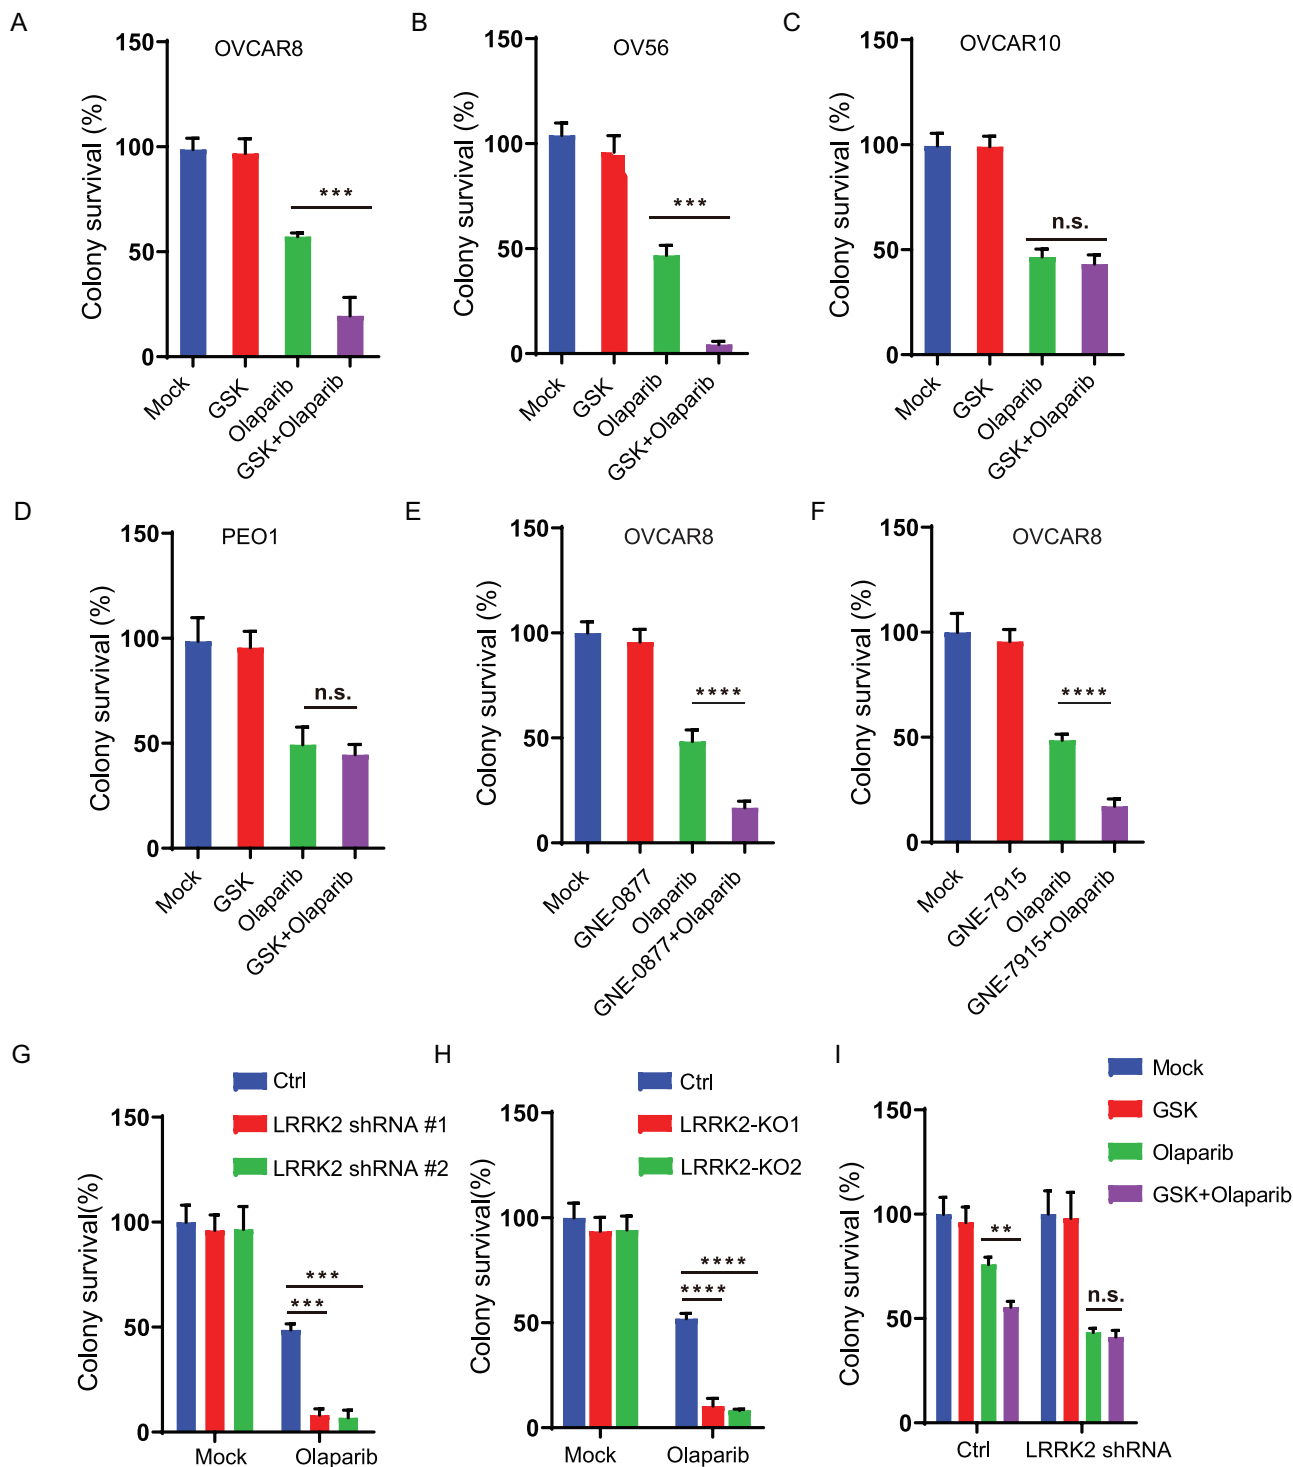 A
OVCAR8
Colony survival (%)
150
100
50
0
***
Mock
GSK
Olaparib
GSK+Olaparib
B
OV56
Colony survival (%)
150
100
50
0
***
Mock
GSK
Olaparib
GSK+Olaparib
C
OVCAR10
Colony survival (%)
150
100
50
0
n.s.
Mock
GSK
Olaparib
GSK+Olaparib
D
PEO1
Colony survival (%)
150
100
50
0
n.s.
Mock
GSK
Olaparib
GSK+Olaparib
E
OVCAR8
Colony survival (%)
150
100
50
0
****
Mock
GNE-0877
Olaparib
GNE-0877+Olaparib
F
OVCAR8
Colony survival (%)
150
100
50
0
****
Mock
GNE-7915
Olaparib
GNE-7915+Olaparib
G
Ctrl
LRRK2 shRNA #1
LRRK2 shRNA #2
Colony survival(%)
150
100
50
0
***
***
Mock
Olaparib
H
Ctrl
LRRK2-KO1
LRRK2-KO2
Colony survival(%)
150
100
50
0
****
****
Mock
Olaparib
I
Mock
GSK
Olaparib
GSK+Olaparib
Colony survival (%)
150
100
50
0
**
n.s.
Ctrl
LRRK2 shRNA